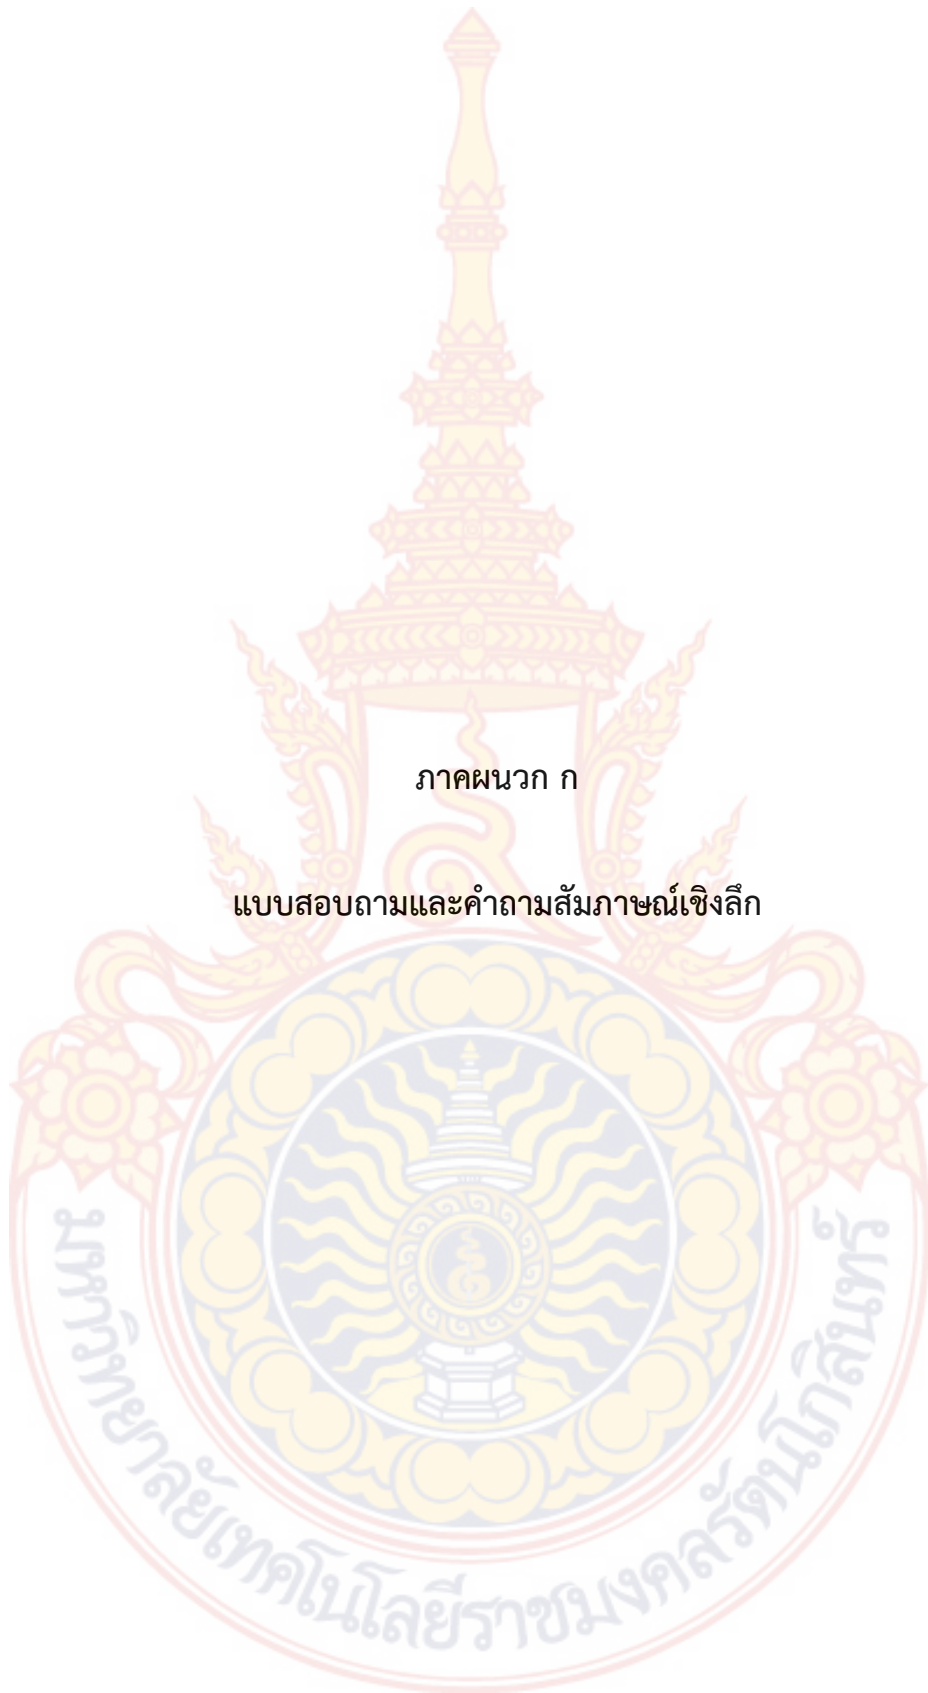 ภาคผนวก ก
แบบสอบถามและคำถามสัมภาษณ์เชิงลึก
มหาวิทยาลัยเทคโนโลยีราชมงคลรัตนโกสินทร์